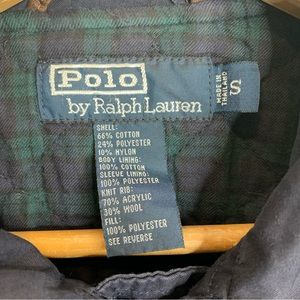 Polo
by Ralph Lauren
MADE IN
THAILAND
S
SHELL:
66% COTTON
24% POLYESTER
10% NYLON
BODY LINING:
100% COTTON
SLEEVE LINING:
100% POLYESTER
KNIT RIB:
70% ACRYLIC
30% WOOL
FILL:
100% POLYESTER
SEE REVERSE